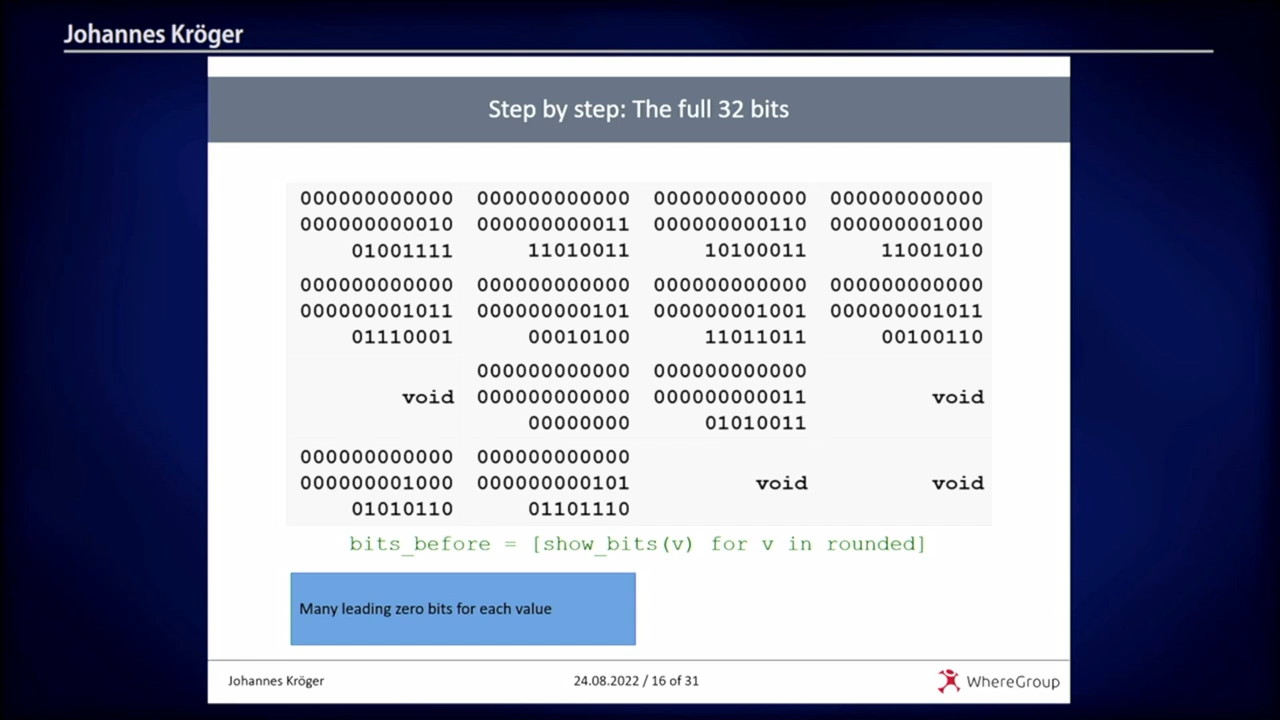 Johannes Kröger
Step by step: The full 32 bits
000000000000 000000000000 000000000000 000000000000
000000000010 000000000011 000000000110 000000001000
01001111 11010011 10100011 11001010
000000000000 000000000000 000000000000 000000000000
000000001011 000000000101 000000001001 000000001011
01110001 00010100 11011011 00100110
000000000000 000000000000
void 000000000000 000000000011 void
00000000 01010011
000000000000 000000000000
000000001000 000000000101 void void
01010110 01101110
bits_before = [show_bits(v) for v in rounded]
Many leading zero bits for each value
Johannes Kröger 24.08.2022 / 16 of 31 WhereGroup